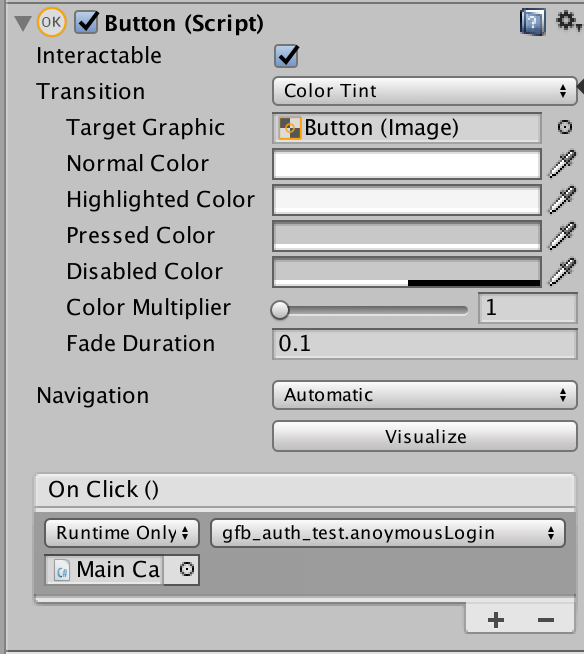 OK Button (Script)
Interactable
Transition Color Tint
Target Graphic Button (Image)
Normal Color
Highlighted Color
Pressed Color
Disabled Color
Color Multiplier 1
Fade Duration 0.1
Navigation Automatic
Visualize
On Click ()
Runtime Only gfb_auth_test.anoymousLogin
C# Main Ca